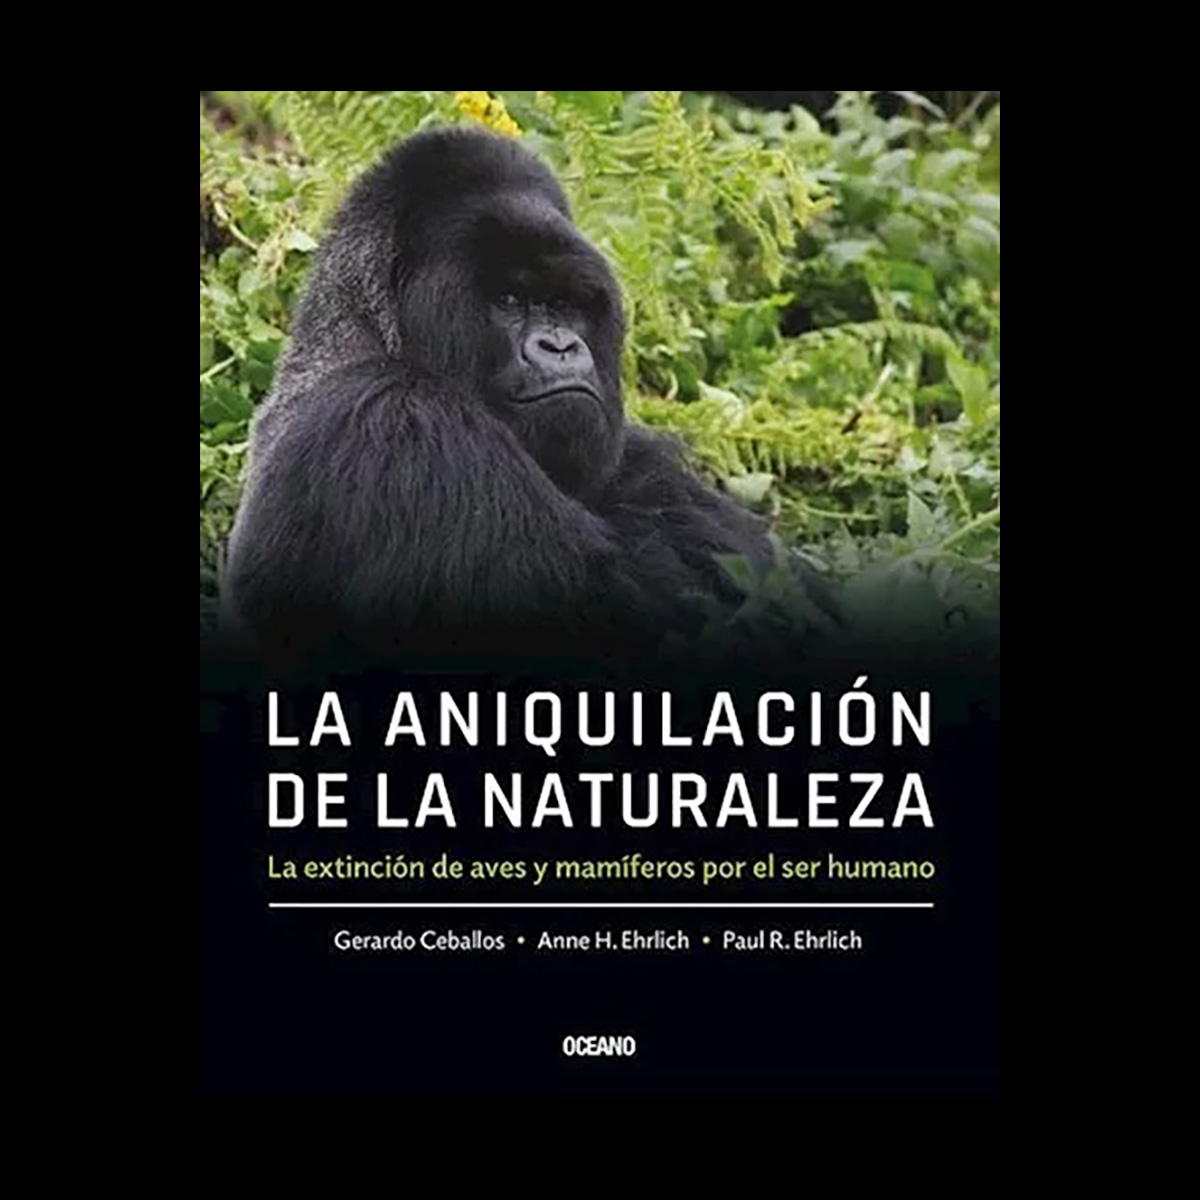 LA ANIQUILACIÓN
DE LA NATURALEZA
La extinción de aves y mamíferos por el ser humano
Gerardo Ceballos • Anne H. Ehrlich • Paul R. Ehrlich
OCEANO